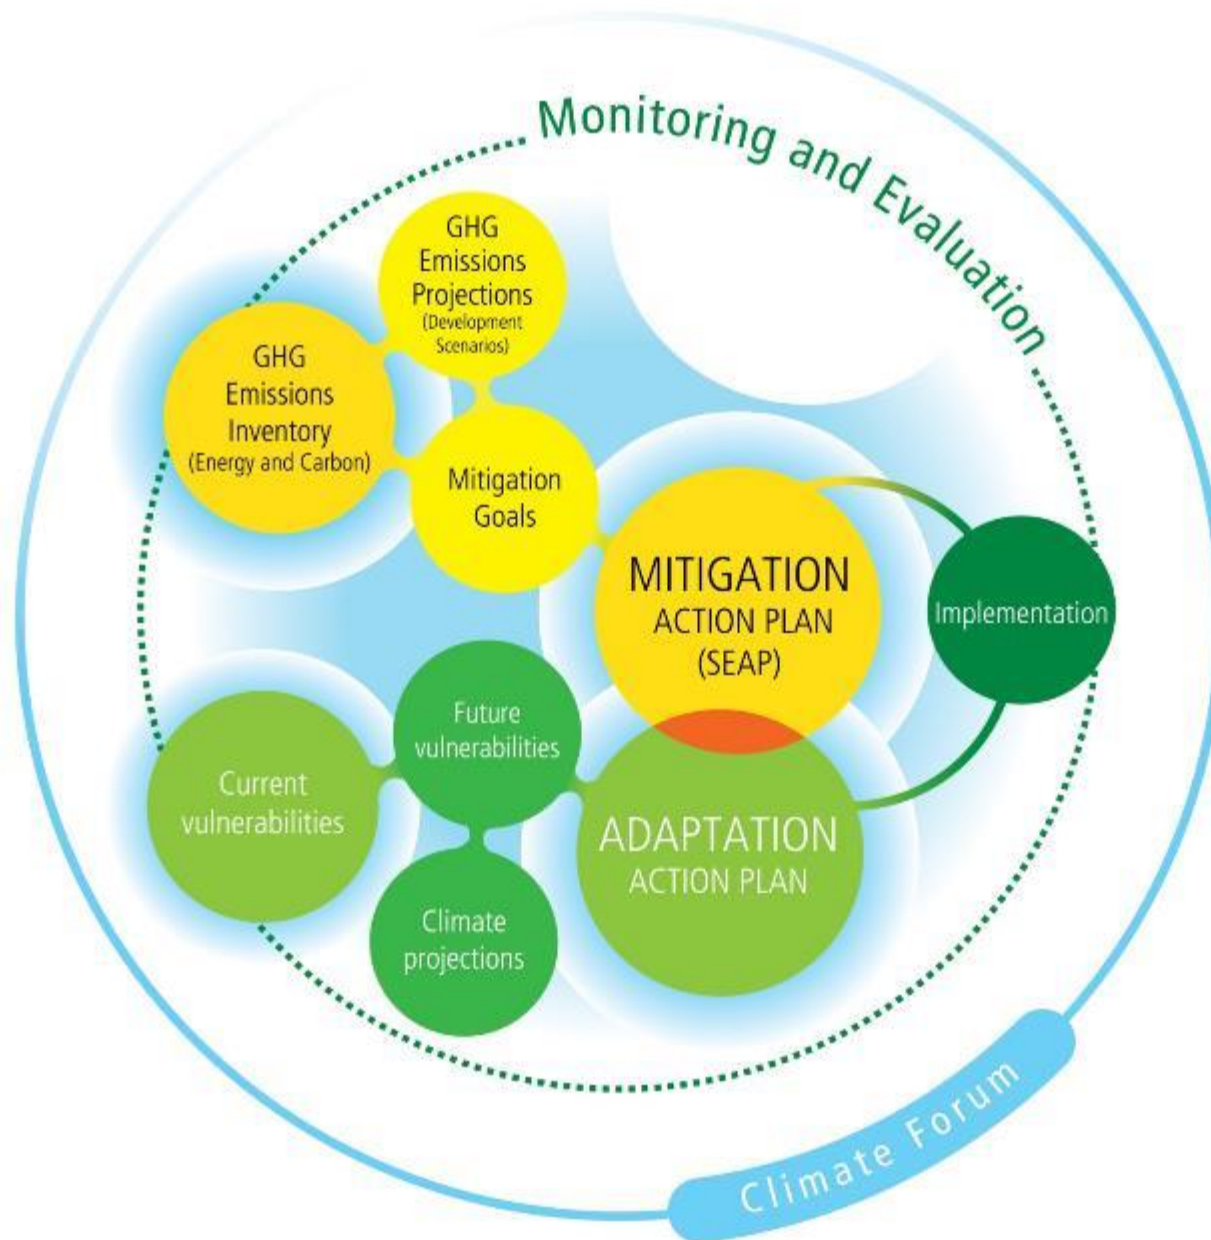 Monitoring and Evaluation
GHG
Emissions
Projections
(Development
Scenarios)
GHG
Emissions
Inventory
(Energy and Carbon)
Mitigation
Goals
MITIGATION
ACTION PLAN
(SEAP)
Implementation
Future
vulnerabilities
Current
vulnerabilities
ADAPTATION
ACTION PLAN
Climate
projections
Climate Forum